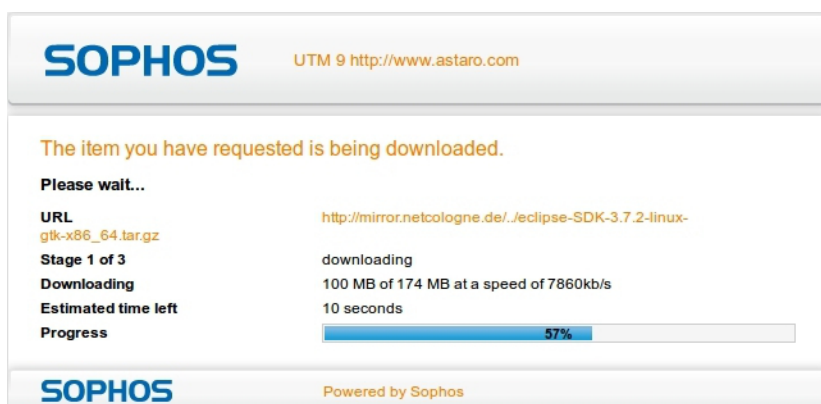 SOPHOS UTM 9 http://www.astaro.com
The item you have requested is being downloaded.
Please wait...
URL http://mirror.netcologne.de/../eclipse-SDK-3.7.2-linux-
gtk-x86_64.tar.gz
Stage 1 of 3 downloading
Downloading 100 MB of 174 MB at a speed of 7860kb/s
Estimated time left 10 seconds
Progress 57%
SOPHOS Powered by Sophos